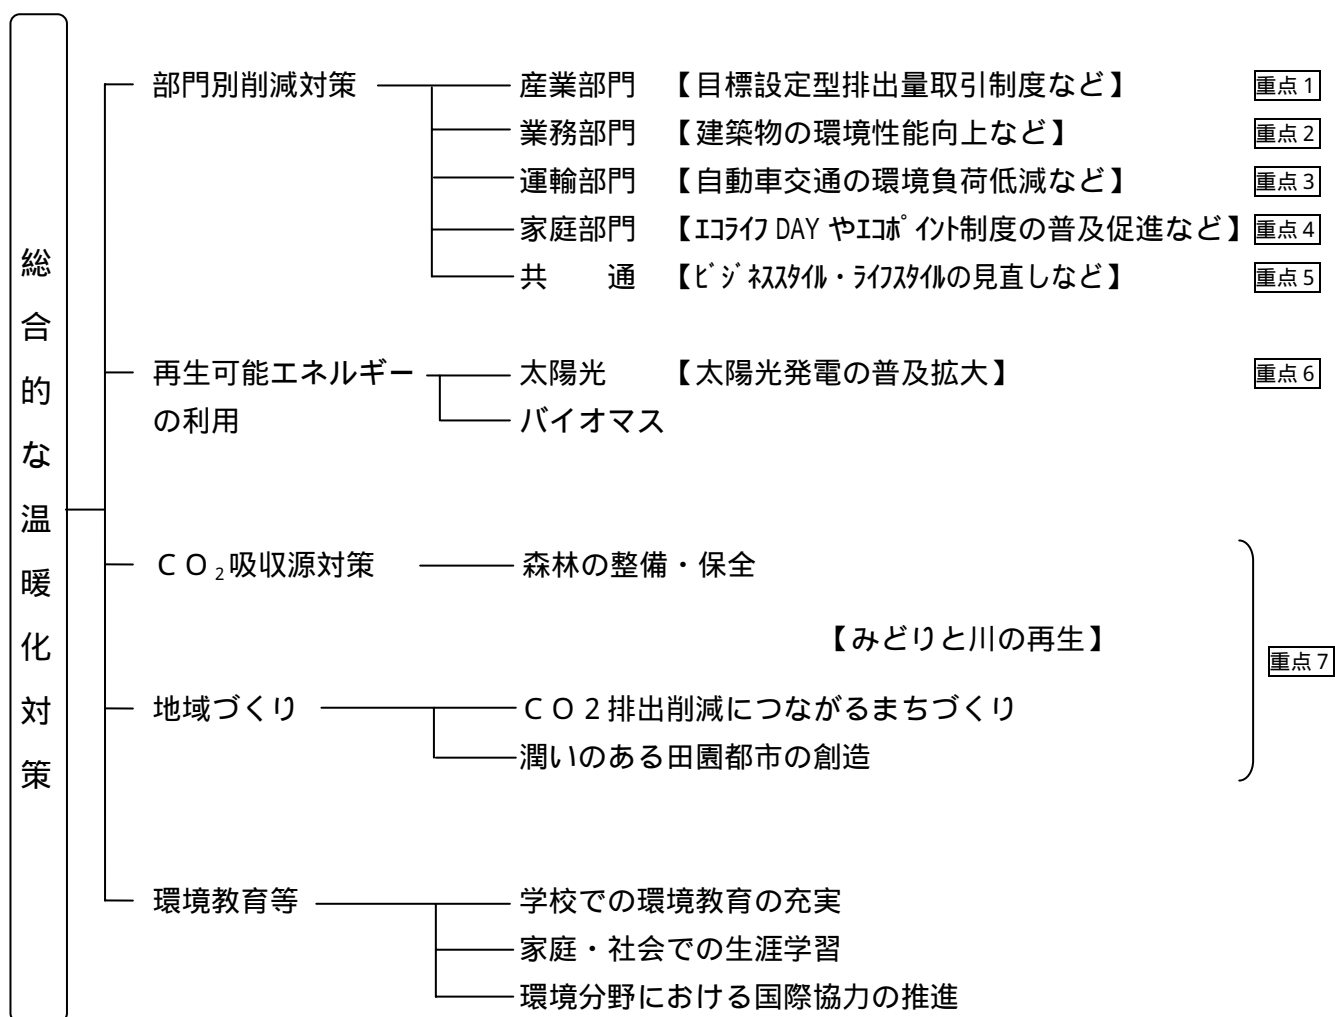 総合的な温暖化対策
部門別削減対策 産業部門 【目標設定型排出量取引制度など】 重点1
業務部門 【建築物の環境性能向上など】 重点2
運輸部門 【自動車交通の環境負荷低減など】 重点3
家庭部門 【ｴｺﾗｲﾌ DAY やｴｺﾎﾟｲﾝﾄ制度の普及促進など】 重点4
共　　通 【ﾋﾞｼﾞﾈｽｽﾀｲﾙ・ﾗｲﾌｽﾀｲﾙの見直しなど】 重点5
再生可能エネルギー 太陽光 【太陽光発電の普及拡大】 重点6
の利用 バイオマス
ＣＯ₂吸収源対策 森林の整備・保全
【みどりと川の再生】
重点7
地域づくり ＣＯ２排出削減につながるまちづくり
潤いのある田園都市の創造
環境教育等 学校での環境教育の充実
家庭・社会での生涯学習
環境分野における国際協力の推進